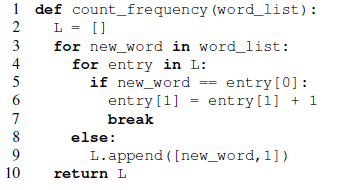 1 def count_frequency(word_list):
2   L = []
3   for new_word in word_list:
4     for entry in L:
5       if new_word == entry[0]:
6         entry[1] = entry[1] + 1
7         break
8     else:
9       L.append([new_word,1])
10   return L